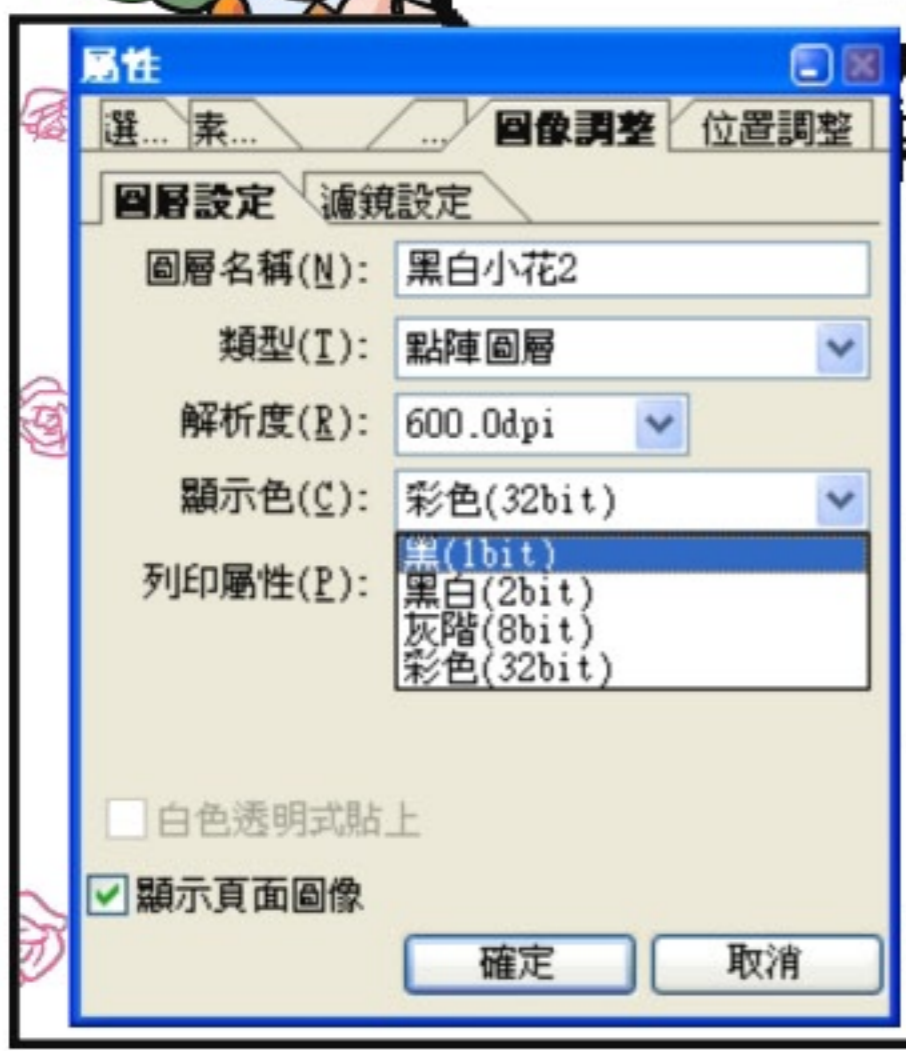 屬性
選... 素... ... 圖像調整 位置調整
圖層設定 濾鏡設定
圖層名稱(N): 黑白小花2
類型(T): 點陣圖層
解析度(R): 600.0dpi
顯示色(C): 彩色(32bit)
黑(1bit)
列印屬性(P):
黑白(2bit)
灰階(8bit)
彩色(32bit)
白色透明式貼上
顯示頁面圖像
確定 取消